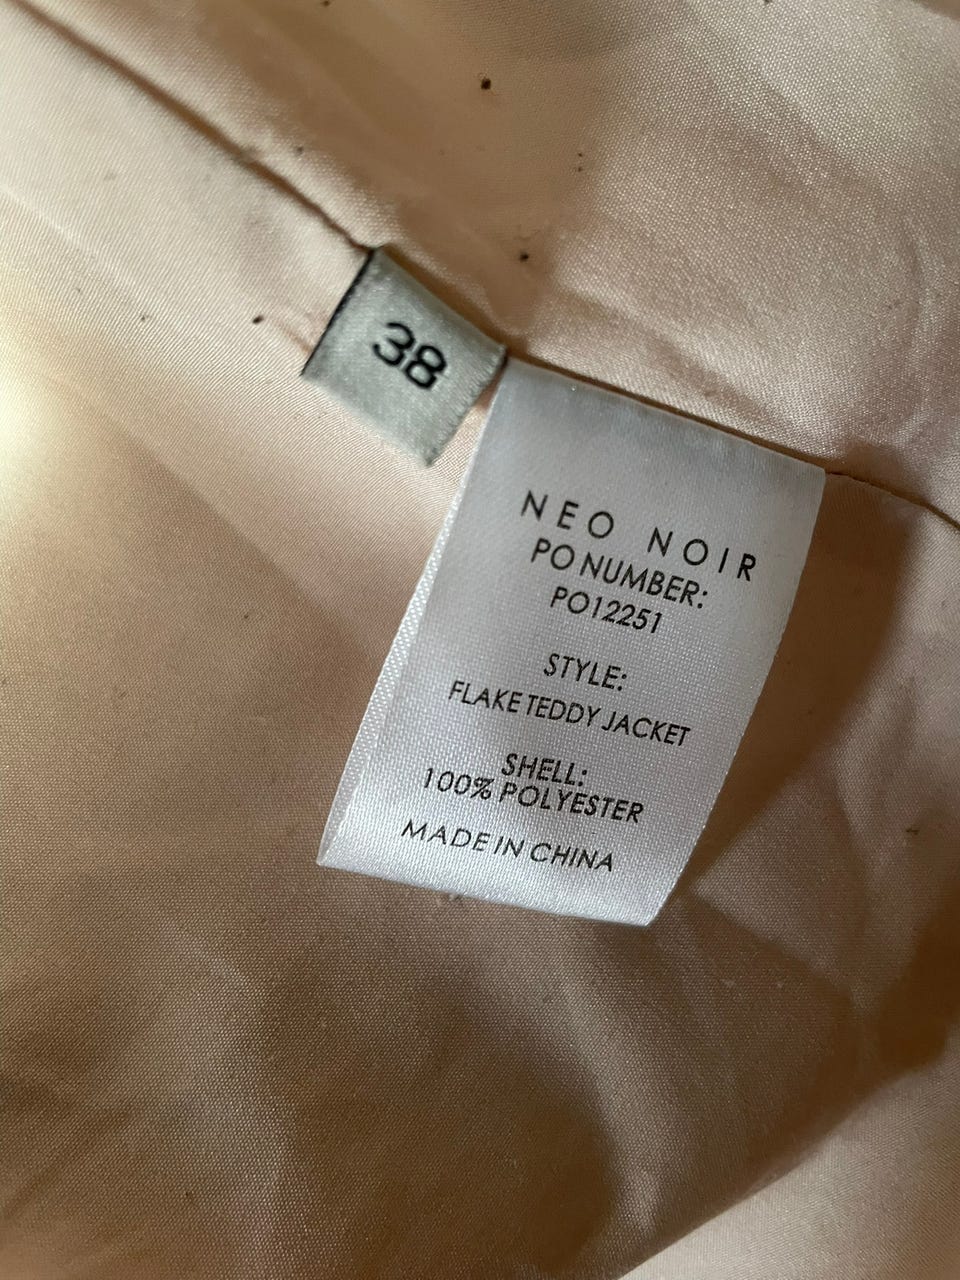 38
NEO NOIR
PO NUMBER:
PO12251
STYLE:
FLAKE TEDDY JACKET
SHELL:
100% POLYESTER
MADE IN CHINA